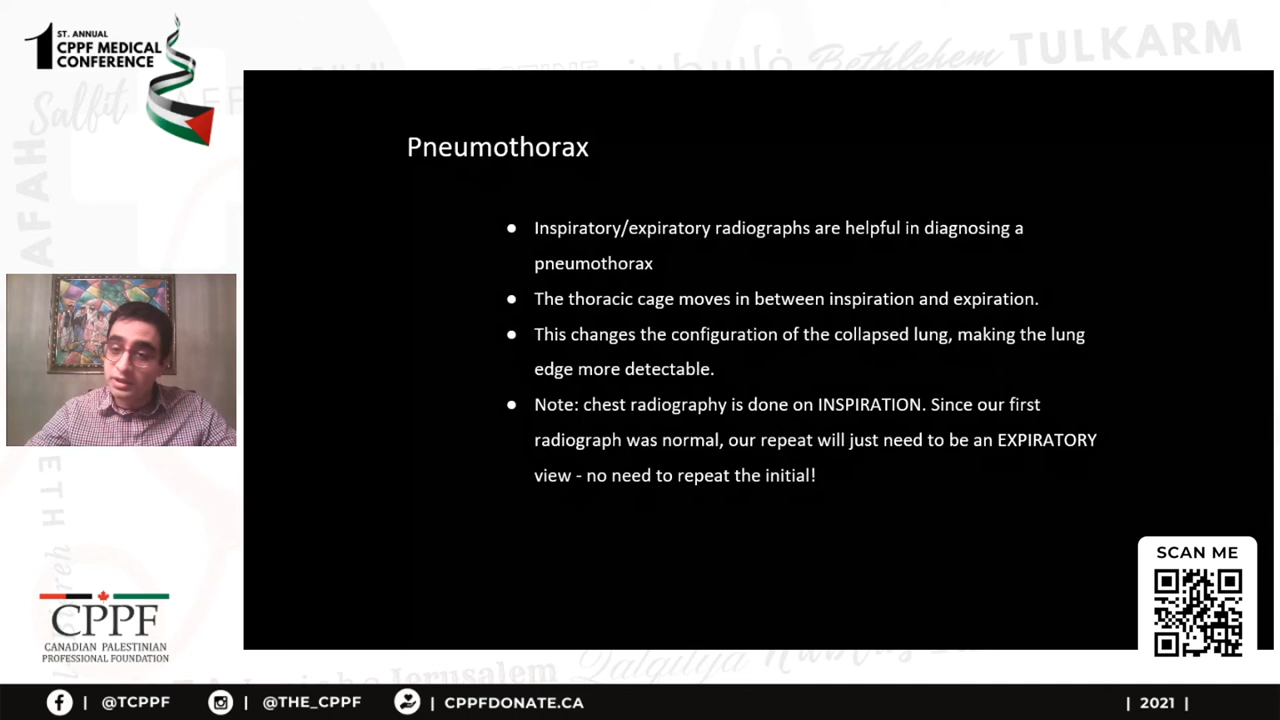 1
ST. ANNUAL
CPPF MEDICAL
CONFERENCE
TULKARM
Bethlehem
Salfit
Pneumothorax
● Inspiratory/expiratory radiographs are helpful in diagnosing a
pneumothorax
● The thoracic cage moves in between inspiration and expiration.
● This changes the configuration of the collapsed lung, making the lung
edge more detectable.
● Note: chest radiography is done on INSPIRATION. Since our first
radiograph was normal, our repeat will just need to be an EXPIRATORY
view - no need to repeat the initial!
SCAN ME
CPPF
CANADIAN PALESTINIAN
PROFESSIONAL FOUNDATION
Jerusalem
Qalqilya
| @TCPPF
| @THE_CPPF
| CPPFDONATE.CA
| 2021 |